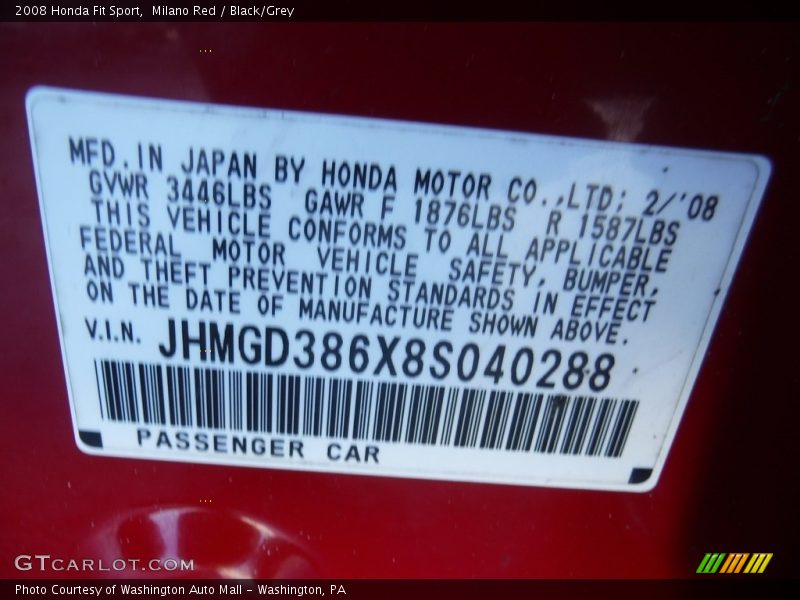 2008 Honda Fit Sport,  Milano Red / Black/Grey
MFD. IN JAPAN BY HONDA MOTOR CO.,LTD; 2/'08
GVWR 3446LBS GAWR F 1876LBS R 1587LBS
THIS VEHICLE CONFORMS TO ALL APPLICABLE
FEDERAL MOTOR VEHICLE SAFETY, BUMPER,
AND THEFT PREVENTION STANDARDS IN EFFECT
ON THE DATE OF MANUFACTURE SHOWN ABOVE.
V.I.N. JHMGD386X8S040288
PASSENGER CAR
GTCARLOT.COM
Photo Courtesy of Washington Auto Mall - Washington, PA